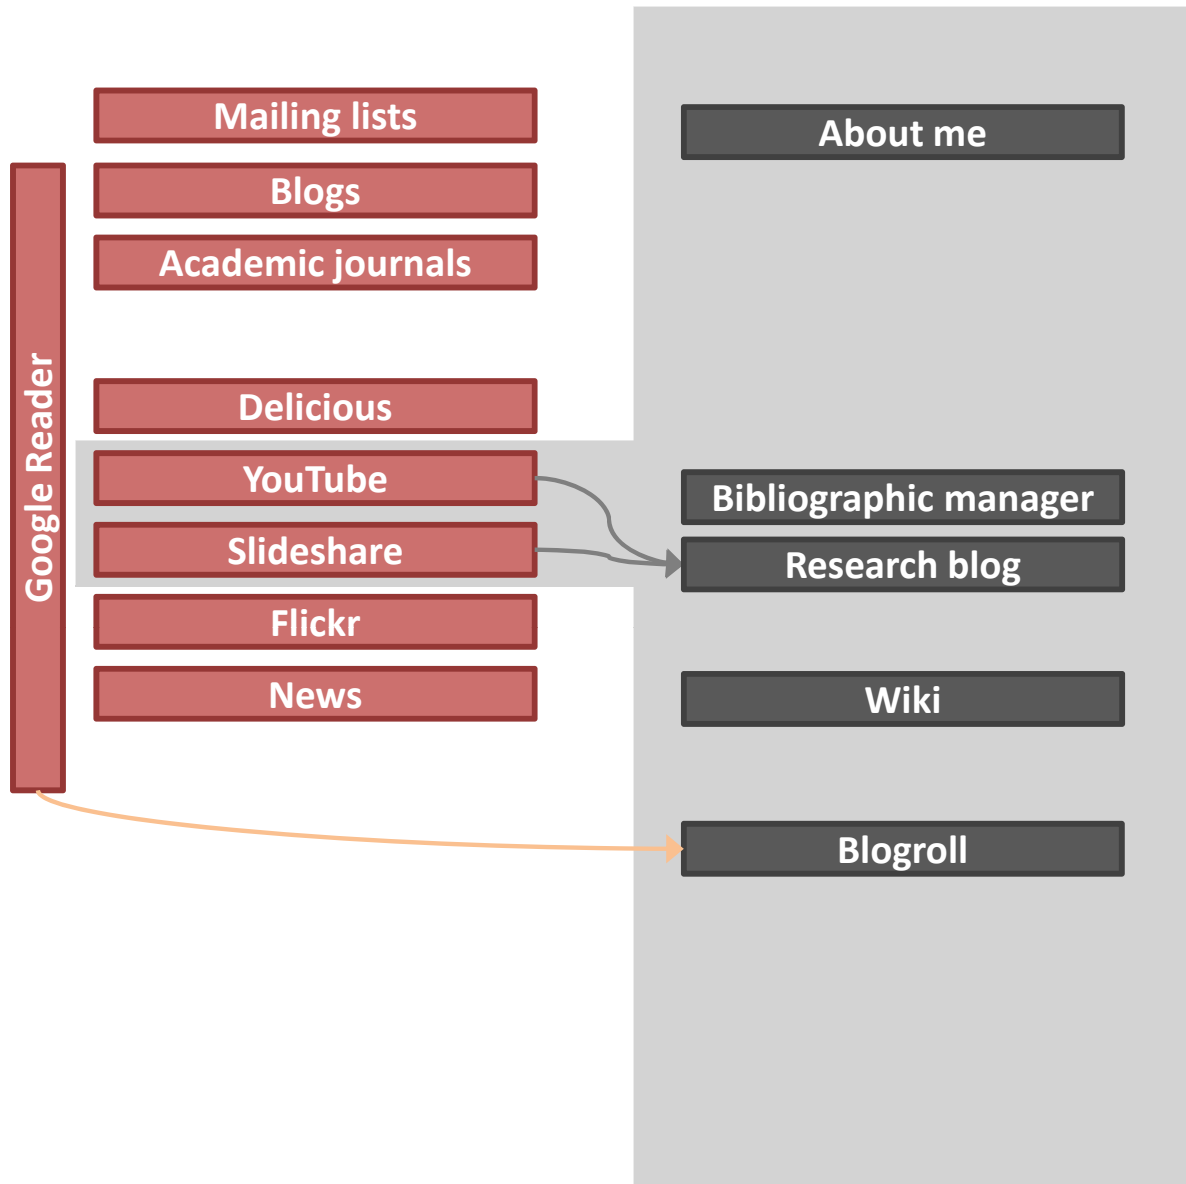 Mailing lists
About me
Blogs
Academic journals
Google Reader
Delicious
YouTube
Bibliographic manager
Slideshare
Research blog
Flickr
News
Wiki
Blogroll